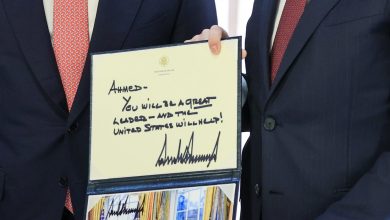 AHMED—
YOU WILL BE A GREAT
LEADER — AND THE
UNITED STATES WILL HELP!